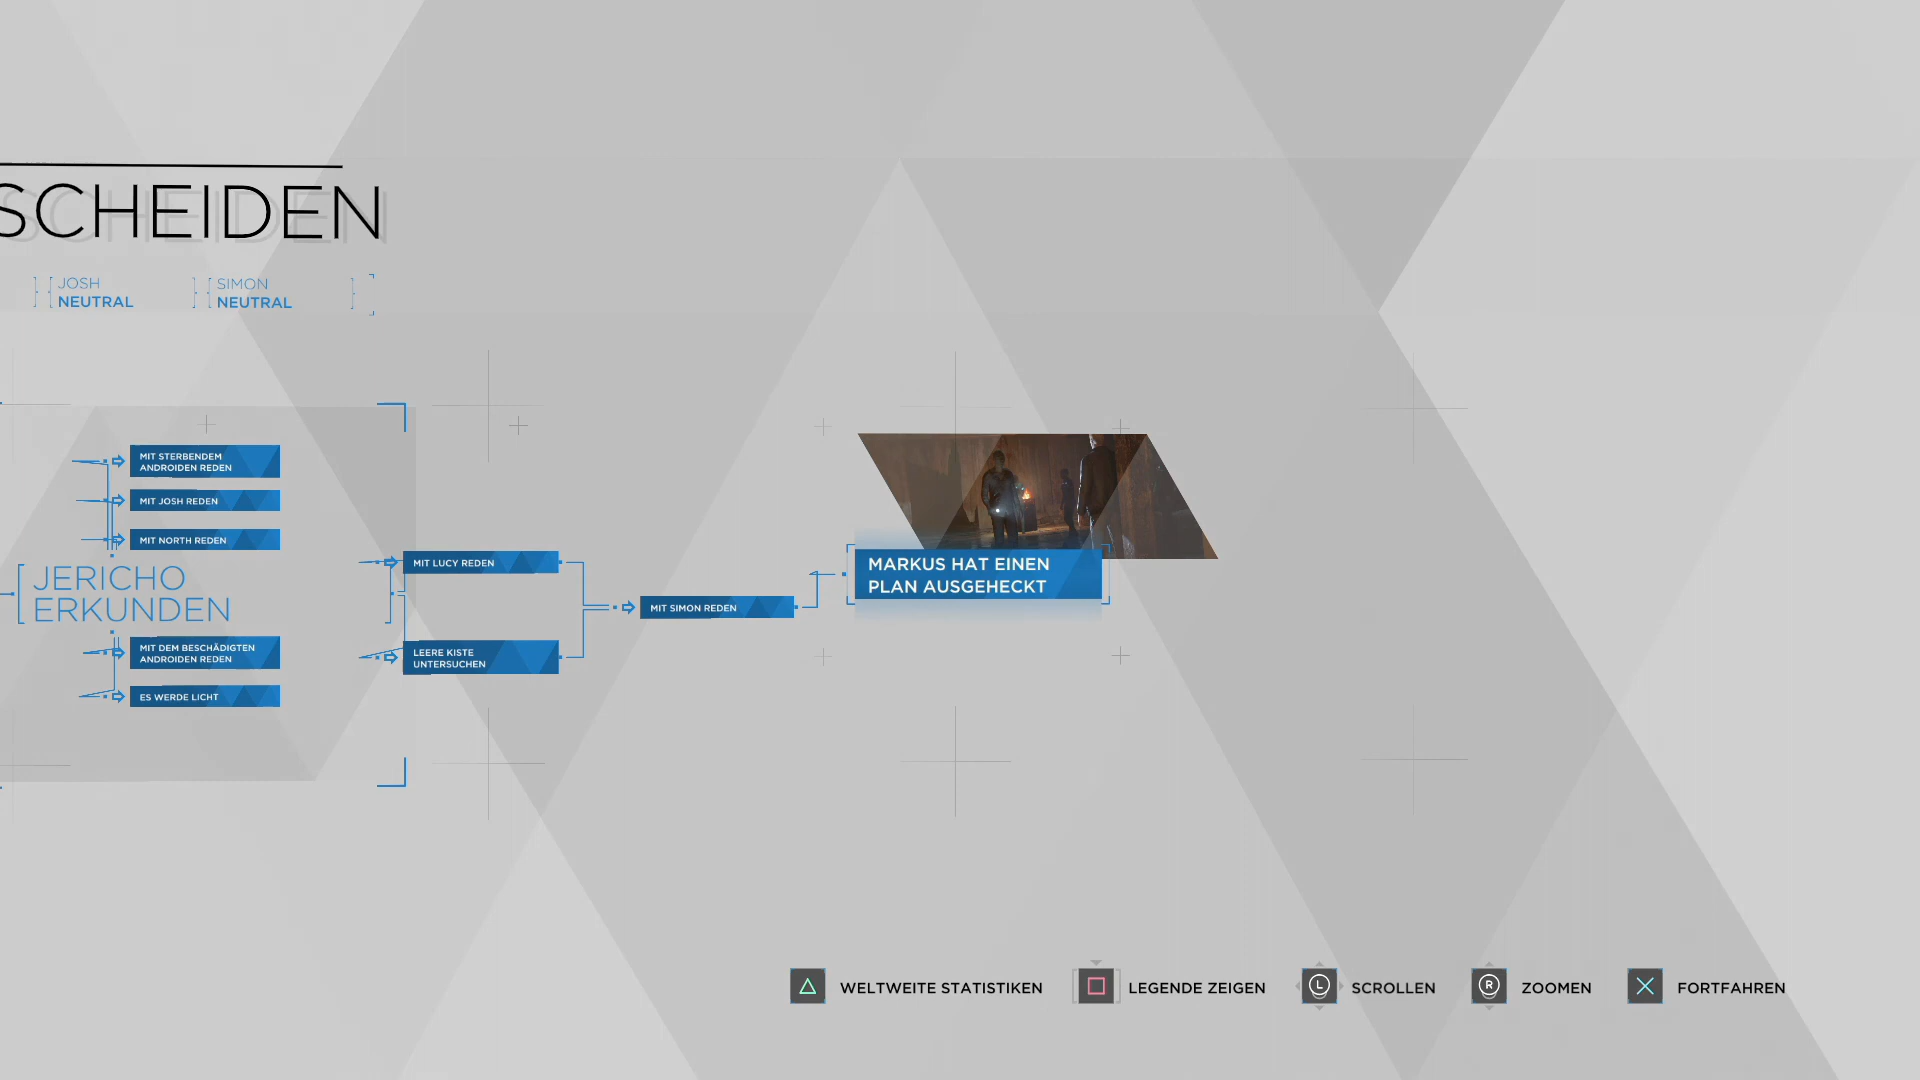 SCHEIDEN
JOSH
NEUTRAL
SIMON
NEUTRAL
MIT STERBENDEM
ANDROIDEN REDEN
MIT JOSH REDEN
MIT NORTH REDEN
JERICHO
ERKUNDEN
MIT DEM BESCHÄDIGTEN
ANDROIDEN REDEN
ES WERDE LICHT
MIT LUCY REDEN
LEERE KISTE
UNTERSUCHEN
MIT SIMON REDEN
MARKUS HAT EINEN
PLAN AUSGEHECKT
WELTWEITE STATISTIKEN
LEGENDE ZEIGEN
L SCROLLEN
R ZOOMEN
FORTFAHREN